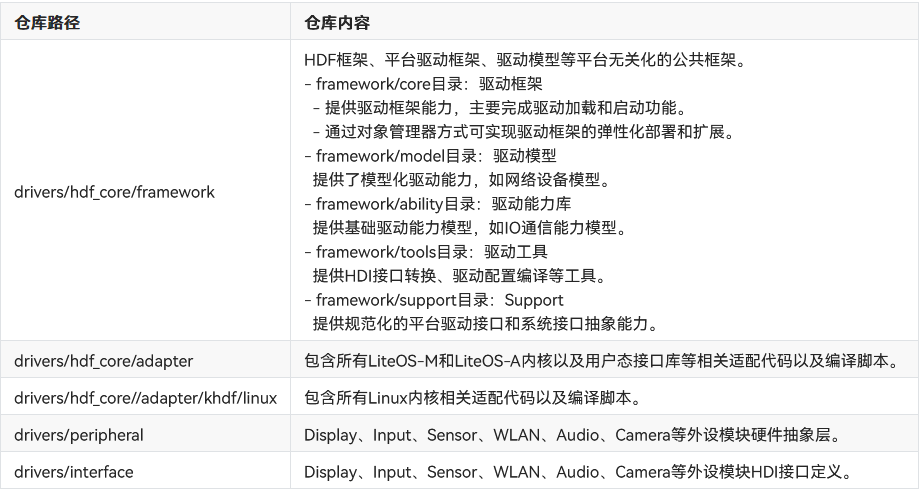 仓库路径
仓库内容
drivers/hdf_core/framework
HDF框架、平台驱动框架、驱动模型等平台无关化的公共框架。
- framework/core目录：驱动框架
- 提供驱动框架能力，主要完成驱动加载和启动功能。
- 通过对象管理器方式可实现驱动框架的弹性化部署和扩展。
- framework/model目录：驱动模型
提供了模型化驱动能力，如网络设备模型。
- framework/ability目录：驱动能力库
提供基础驱动能力模型，如IO通信能力模型。
- framework/tools目录：驱动工具
提供HDI接口转换、驱动配置编译等工具。
- framework/support目录：Support
提供规范化的平台驱动接口和系统接口抽象能力。
drivers/hdf_core/adapter
包含所有LiteOS-M和LiteOS-A内核以及用户态接口库等相关适配代码以及编译脚本。
drivers/hdf_core//adapter/khdf/linux
包含所有Linux内核相关适配代码以及编译脚本。
drivers/peripheral
Display、Input、Sensor、WLAN、Audio、Camera等外设模块硬件抽象层。
drivers/interface
Display、Input、Sensor、WLAN、Audio、Camera等外设模块HDI接口定义。